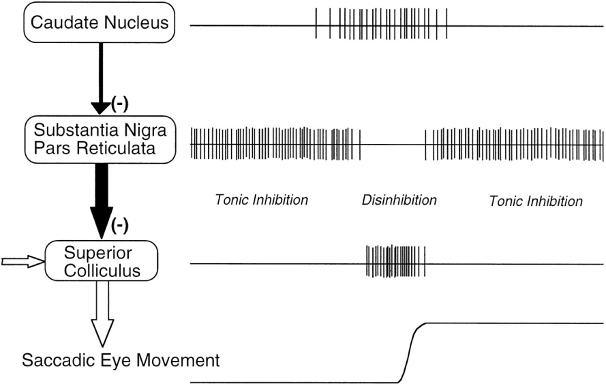 Caudate Nucleus
(-)
Substantia Nigra
Pars Reticulata
Tonic Inhibition
Disinhibition
Tonic Inhibition
(-)
Superior
Colliculus
Saccadic Eye Movement